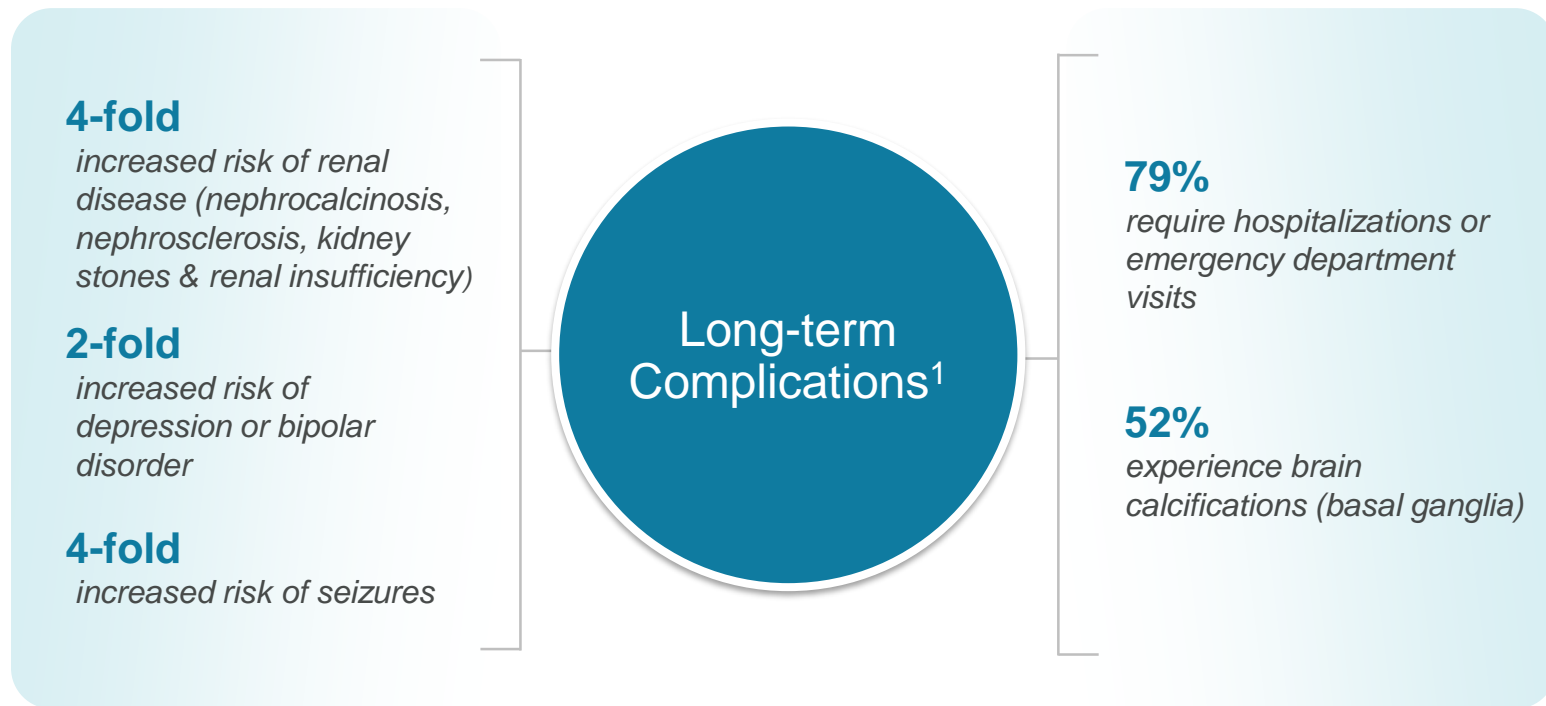 4-fold
increased risk of renal
disease (nephrocalcinosis,
nephrosclerosis, kidney
stones & renal insufficiency)
2-fold
increased risk of
depression or bipolar
disorder
4-fold
increased risk of seizures
Long-term
Complications¹
79%
require hospitalizations or
emergency department
visits
52%
experience brain
calcifications (basal ganglia)